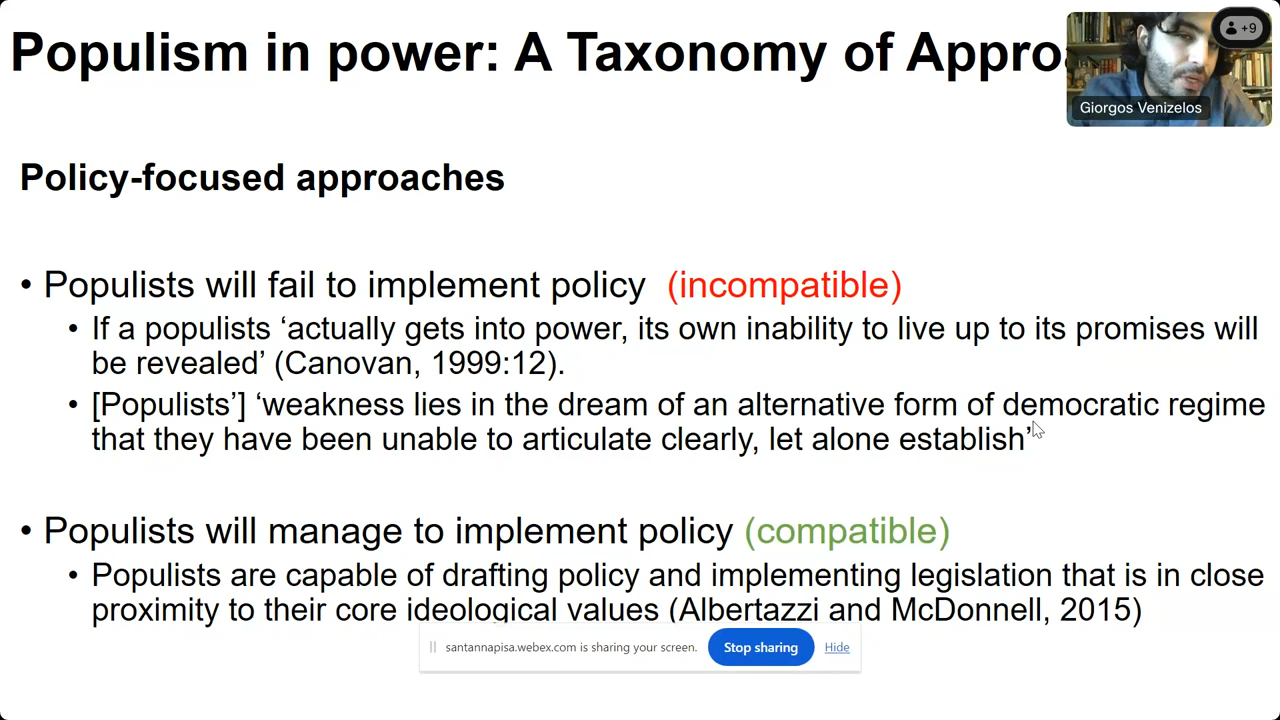 Populism in power: A Taxonomy of Appro
+9
Giorgos Venizelos
Policy-focused approaches
• Populists will fail to implement policy (incompatible)
• If a populists ‘actually gets into power, its own inability to live up to its promises will
be revealed’ (Canovan, 1999:12).
• [Populists’] ‘weakness lies in the dream of an alternative form of democratic regime
that they have been unable to articulate clearly, let alone establish’
• Populists will manage to implement policy (compatible)
• Populists are capable of drafting policy and implementing legislation that is in close
proximity to their core ideological values (Albertazzi and McDonnell, 2015)
santannapisa.webex.com is sharing your screen.
Stop sharing
Hide